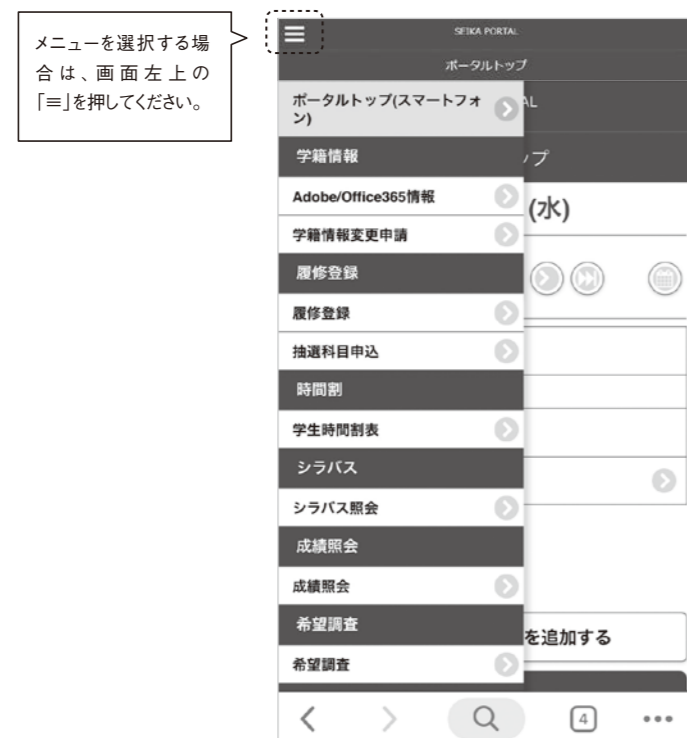 メニューを選択する場
合は、画面左上の
「≡」を押してください。
SEIKA PORTAL
ポータルトップ
ポータルトップ(スマートフォ
ン)
AL
学籍情報
ップ
Adobe/Office365情報
(水)
学籍情報変更申請
履修登録
履修登録
抽選科目申込
時間割
学生時間割表
シラバス
シラバス照会
成績照会
成績照会
希望調査
を追加する
希望調査
4